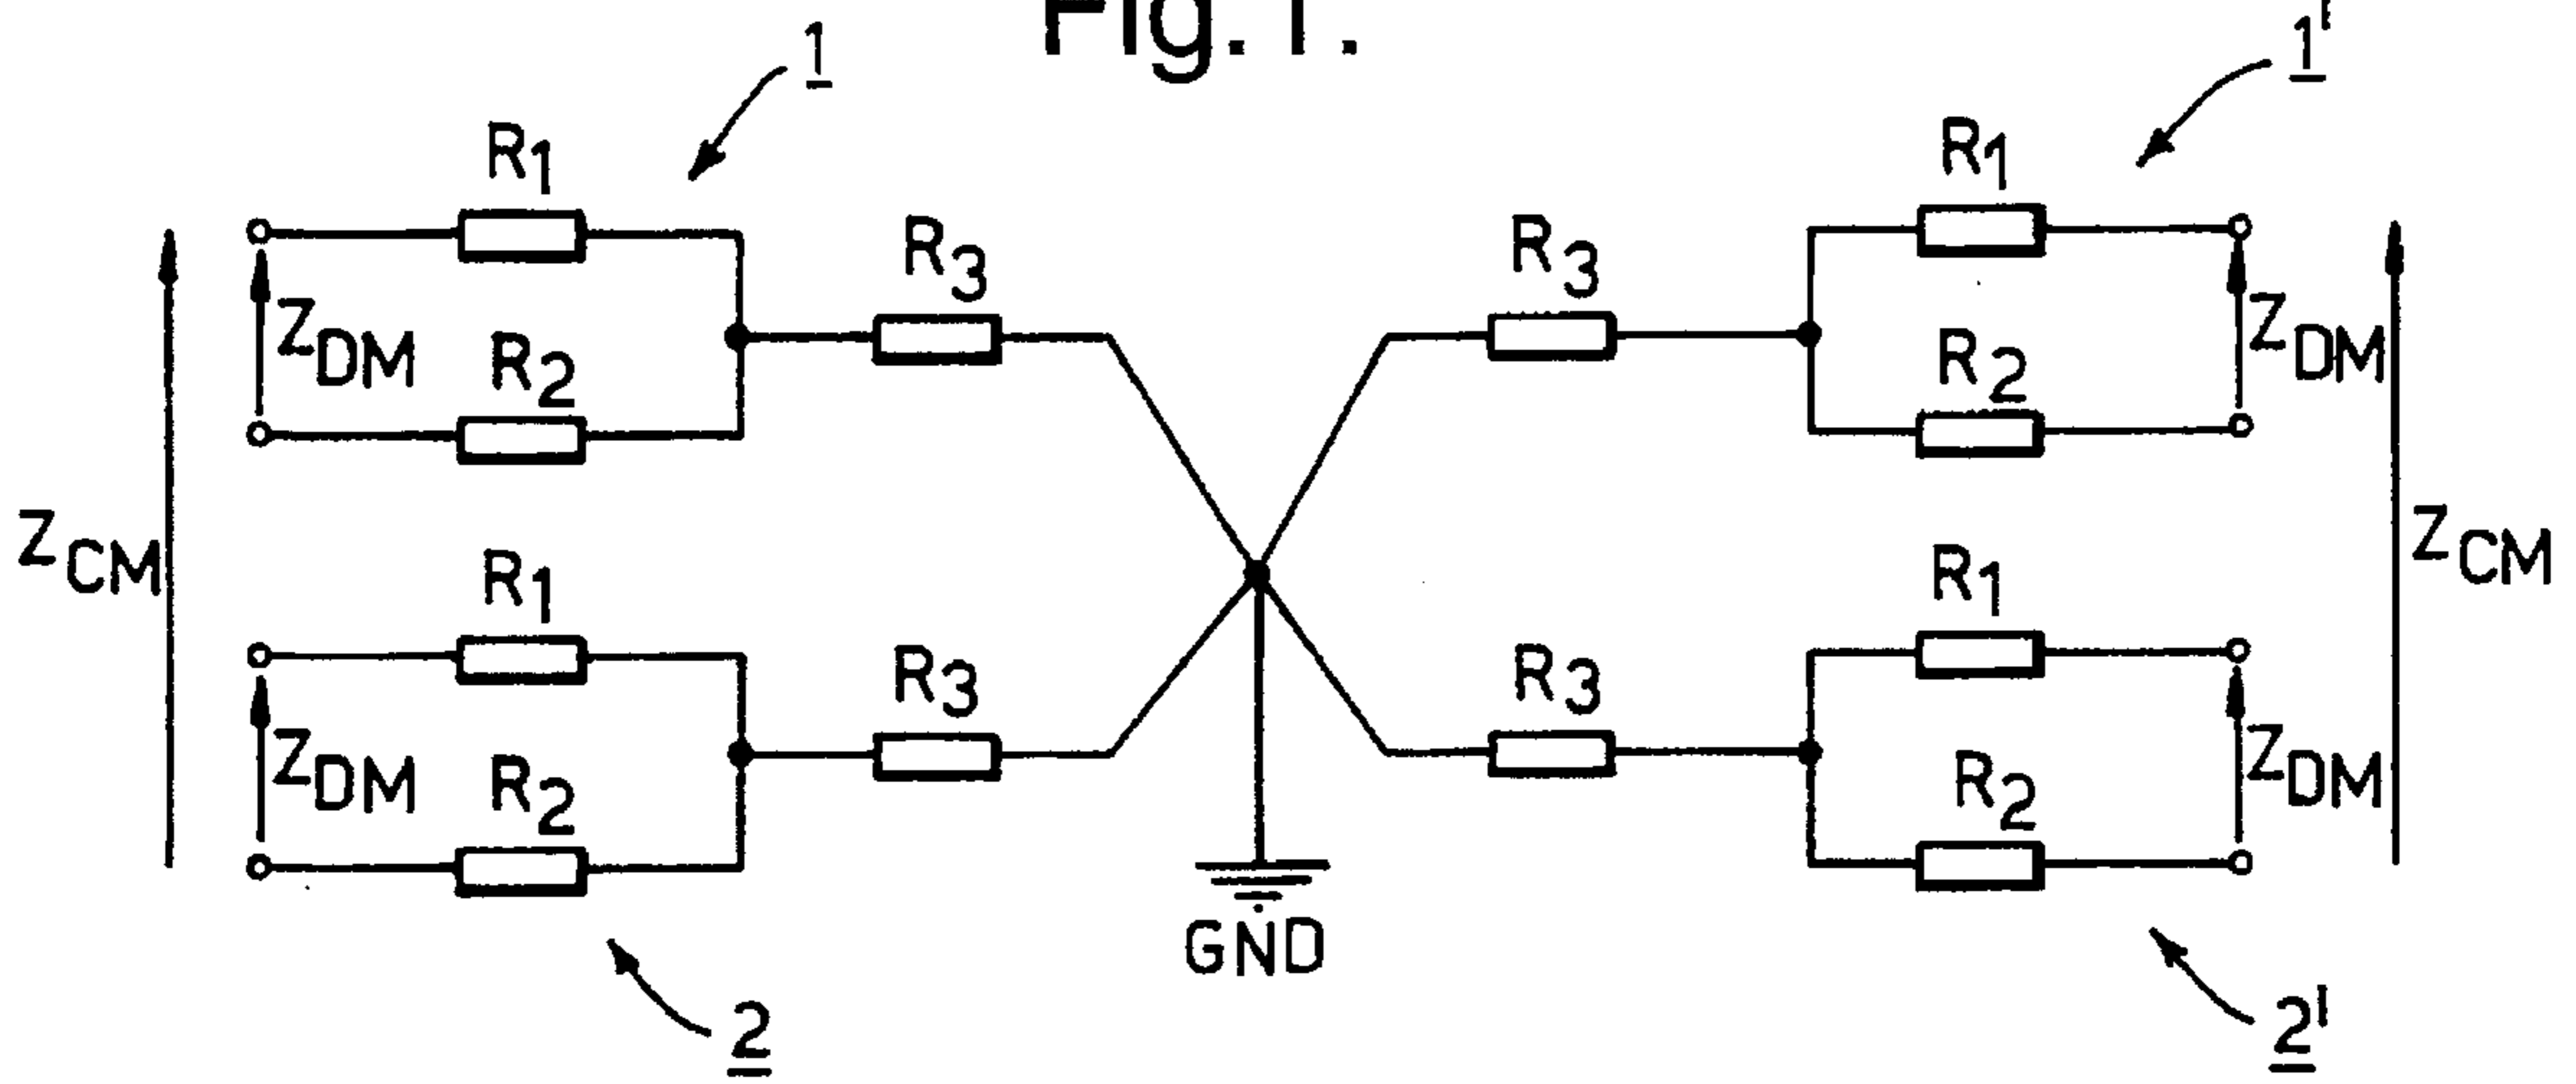 Fig. 1.
1
1'
R1
R1
R3
R3
ZDM
R2
R2
ZDM
ZCM
ZCM
R1
R1
R3
R3
ZDM
R2
R2
ZDM
GND
2
2'